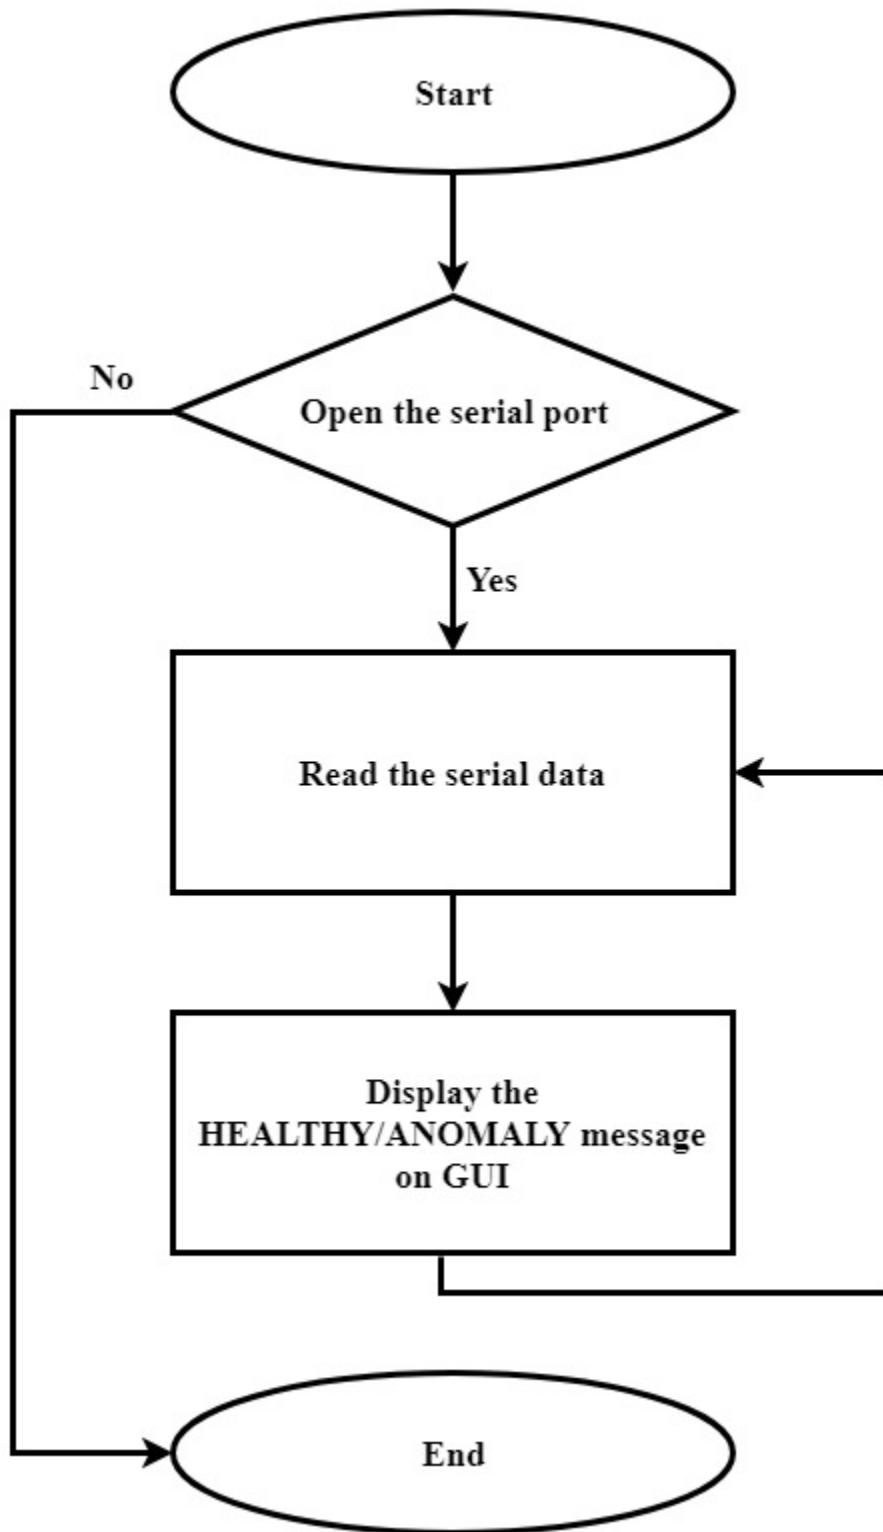 Start
No
Open the serial port
Yes
Read the serial data
Display the
HEALTHY/ANOMALY message
on GUI
End